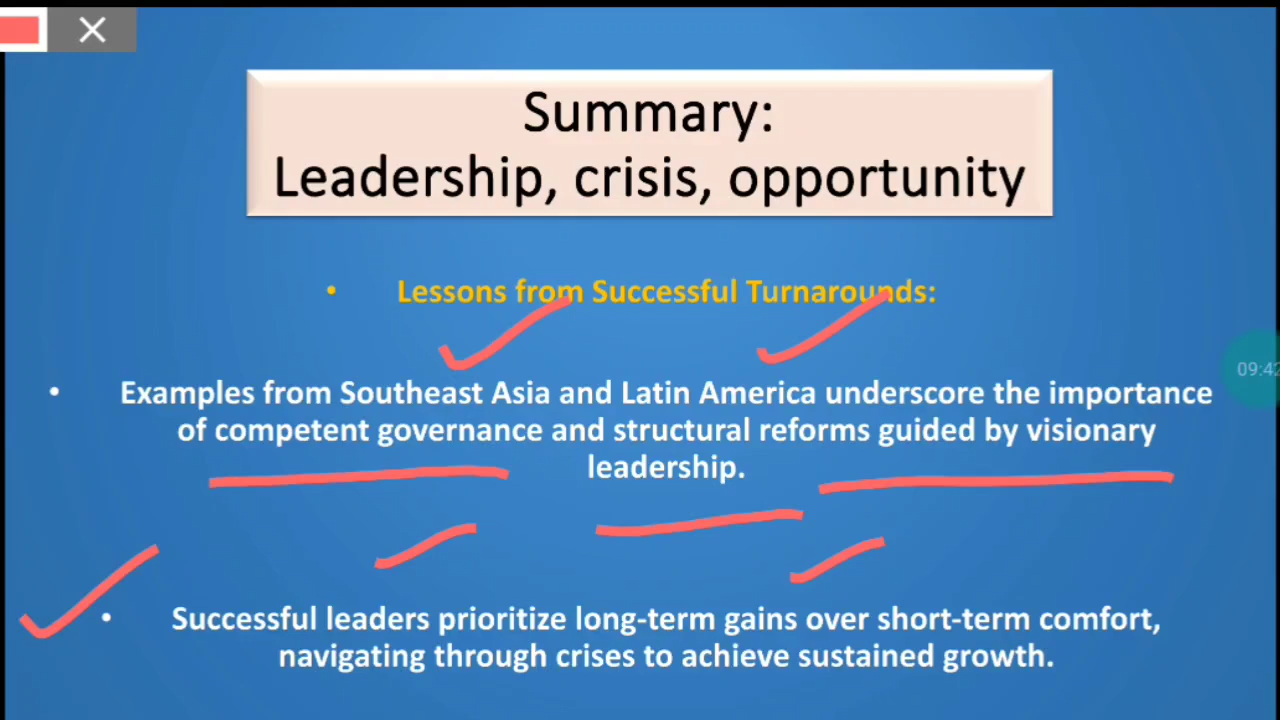 Summary:
Leadership, crisis, opportunity
• Lessons from Successful Turnarounds:
• Examples from Southeast Asia and Latin America underscore the importance
of competent governance and structural reforms guided by visionary
leadership.
09:42
• Successful leaders prioritize long-term gains over short-term comfort,
navigating through crises to achieve sustained growth.